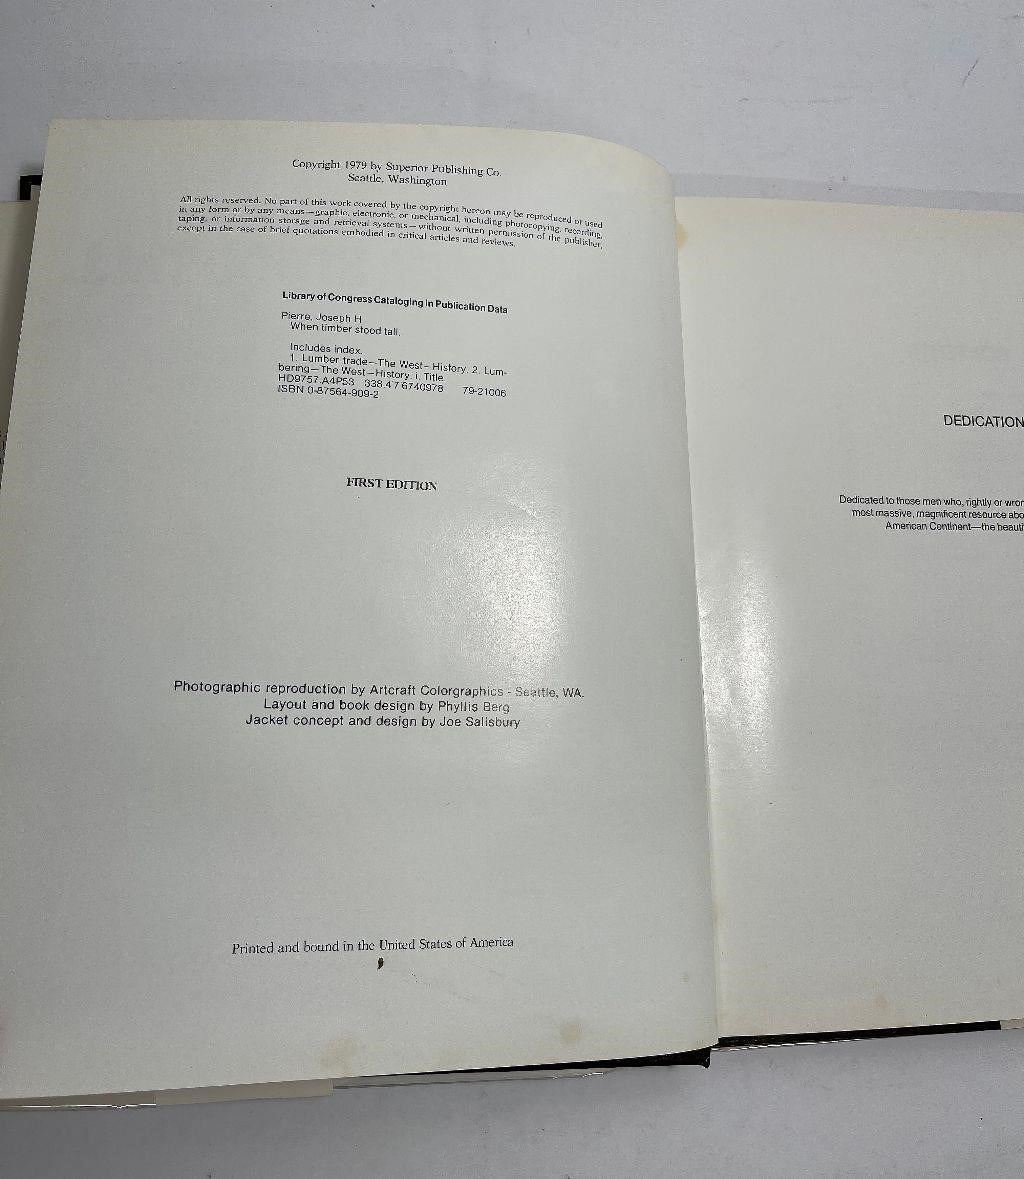 Copyright 1979 by Superior Publishing Co.
Seattle, Washington
All rights reserved. No part of this work covered by the copyright hereon may be reproduced or used
in any form or by any means—graphic, electronic, or mechanical, including photocopying, recording,
taping, or information storage and retrieval systems—without written permission of the publisher,
except in the case of brief quotations embodied in critical articles and reviews.
Library of Congress Cataloging in Publication Data
Pierre, Joseph H
When timber stood tall.
Includes index.
1. Lumber trade—The West—History. 2. Lum-
bering—The West—History. I. Title.
HD9757.A4P53 338.4'7'6740978 79-21006
ISBN 0-87564-909-2
FIRST EDITION
Photographic reproduction by Artcraft Colorgraphics - Seattle, WA.
Layout and book design by Phyllis Berg
Jacket concept and design by Joe Salisbury
Printed and bound in the United States of America
DEDICATION
Dedicated to those men who, rightly or wron
most massive, magnificent resource abo
American Continent—the beauti